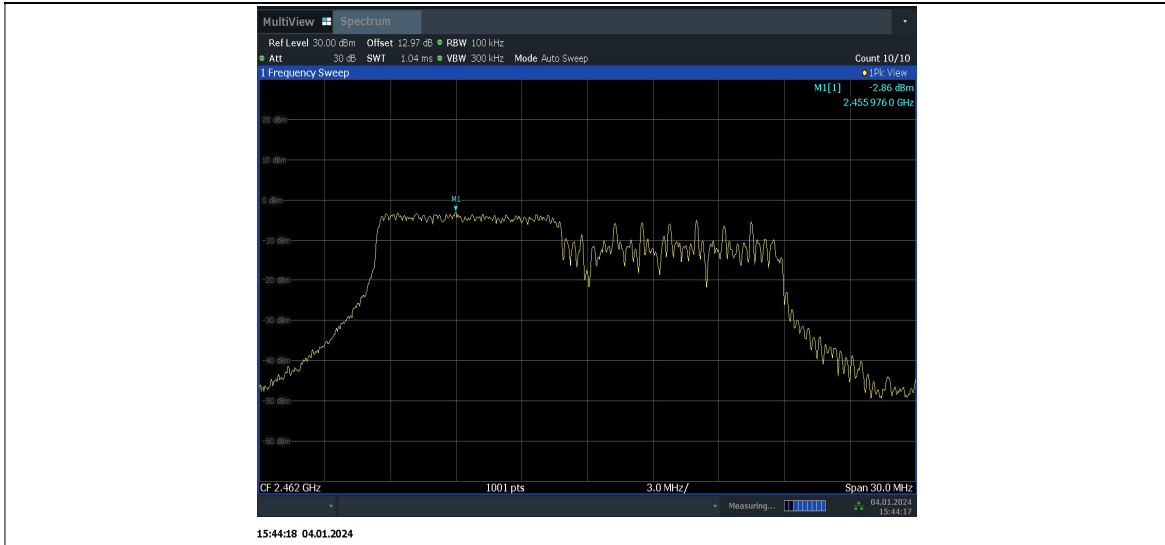 MultiView Spectrum
Ref Level 30.00 dBm Offset 12.97 dB RBW 100 kHz
Att 30 dB SWT 1.04 ms VBW 300 kHz Mode Auto Sweep Count 10/10
1 Frequency Sweep 1Pk View
M1[1] -2.86 dBm
2.455 976 0 GHz
20 dBm
10 dBm
M1
0 dBm
-10 dBm
-20 dBm
-30 dBm
-40 dBm
-50 dBm
-60 dBm
CF 2.462 GHz 1001 pts 3.0 MHz/ Span 30.0 MHz
Measuring... 04.01.2024
15:44:17
15:44:18 04.01.2024